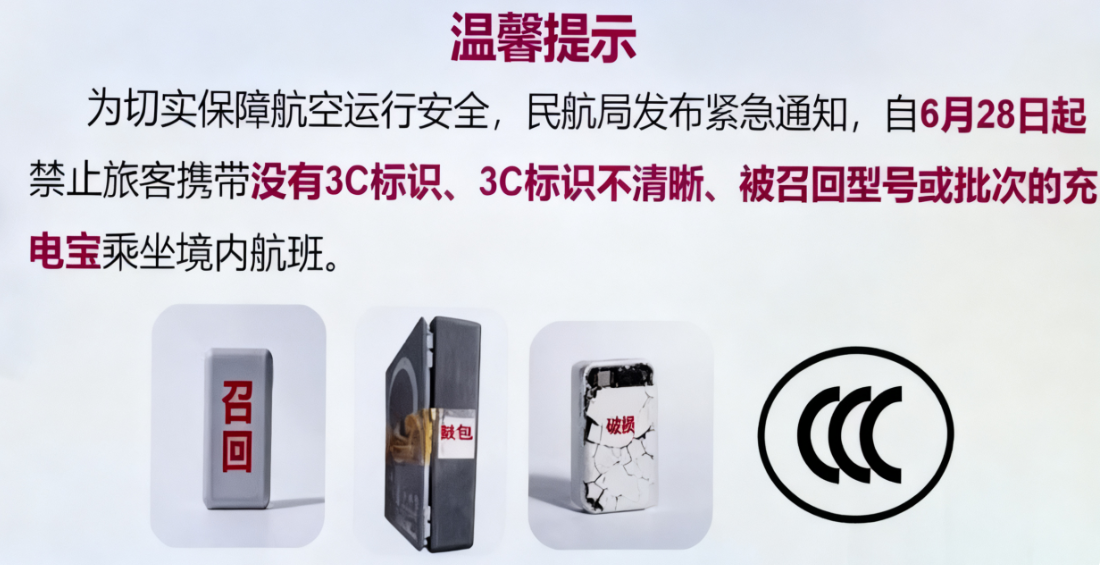 温馨提示
为切实保障航空运行安全，民航局发布紧急通知，自6月28日起
禁止旅客携带没有3C标识、3C标识不清晰、被召回型号或批次的充
电宝乘坐境内航班。
召回
鼓包
破损
CCC